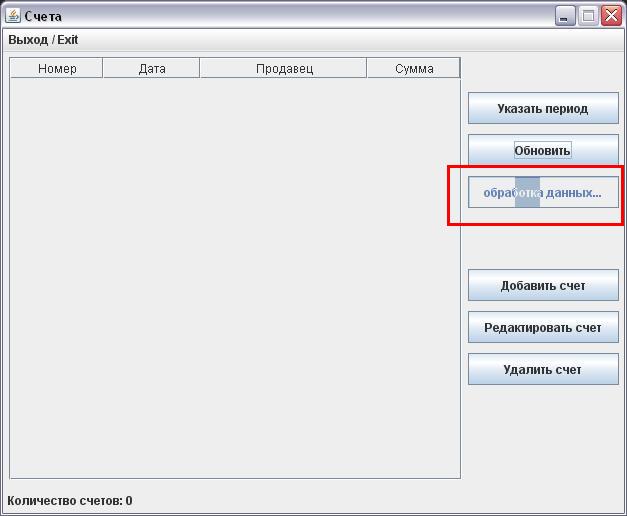 Счета
Выход / Exit
Номер Дата Продавец Сумма
Указать период
Обновить
обработка данных...
Добавить счет
Редактировать счет
Удалить счет
Количество счетов: 0